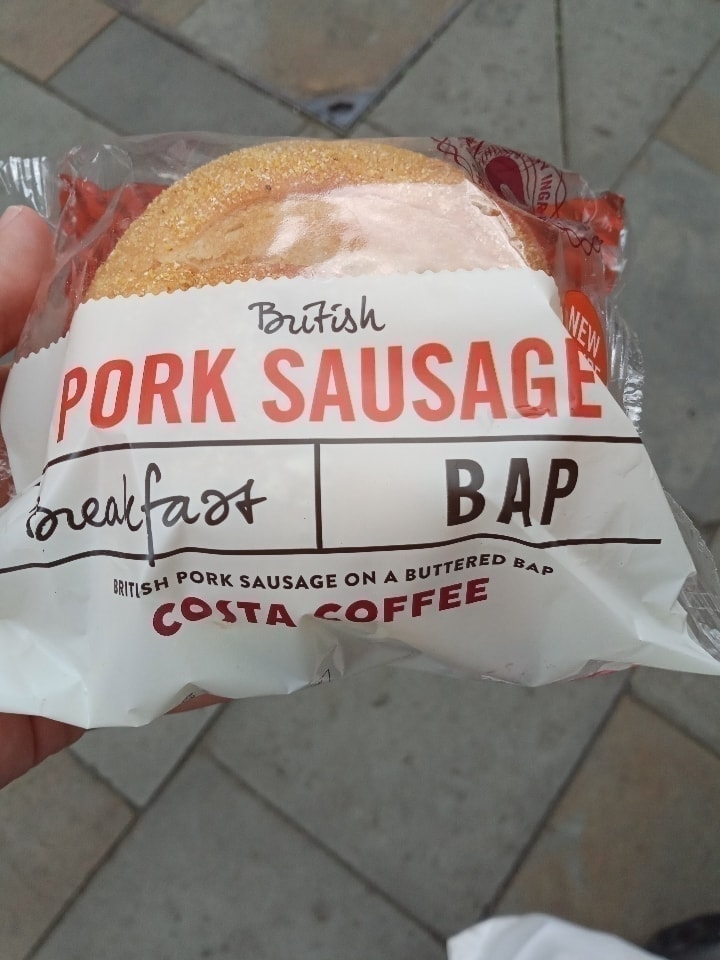 British
PORK SAUSAGE
NEW
Breakfast
BAP
BRITISH PORK SAUSAGE ON A BUTTERED BAP
COSTA COFFEE